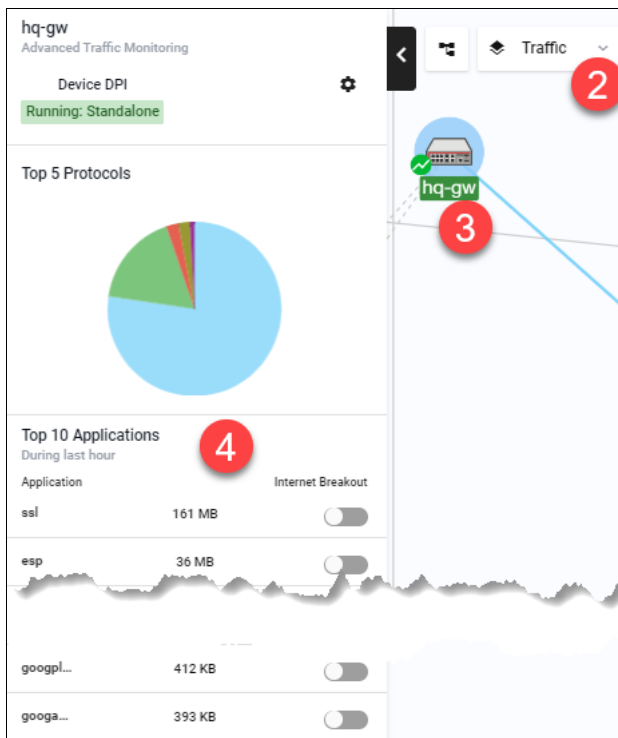 hq-gw
Advanced Traffic Monitoring
Device DPI
Running: Standalone
Top 5 Protocols
Top 10 Applications
During last hour
4
Application Internet Breakout
ssl 161 MB
esp 36 MB
googpl... 412 KB
googa... 393 KB
Traffic
2
hq-gw
3